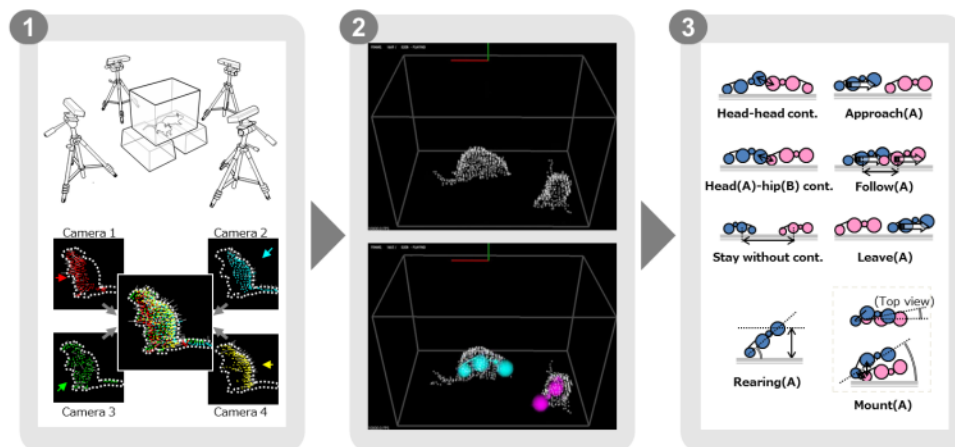 1
2
3
Camera 1
Camera 2
Camera 3
Camera 4
Head-head cont.
Approach(A)
Head(A)-hip(B) cont.
Follow(A)
Stay without cont.
Leave(A)
(Top view)
Rearing(A)
Mount(A)